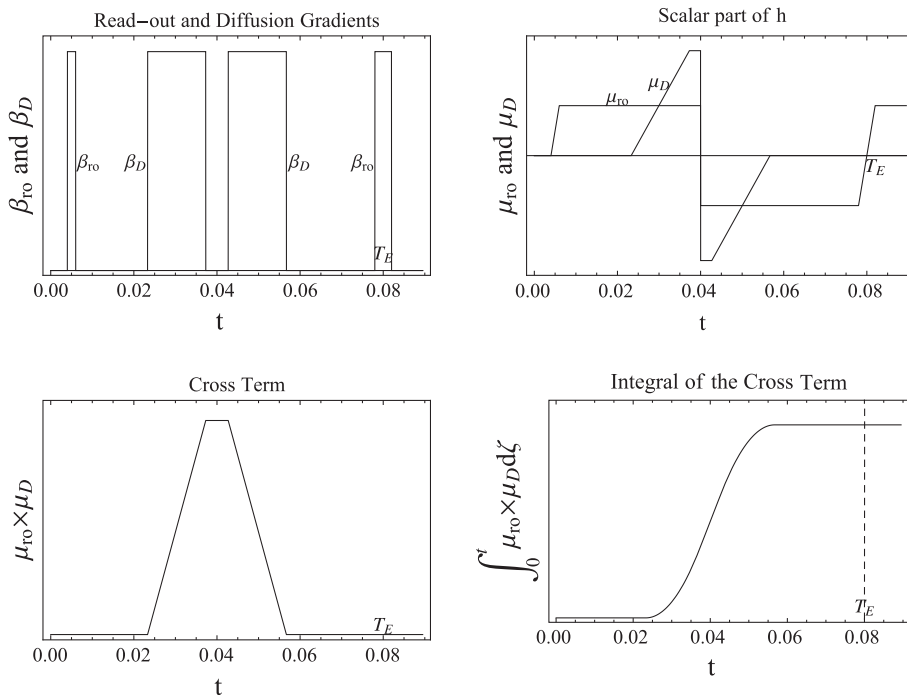 Read-out and Diffusion Gradients
β_ro and β_D
β_ro
β_D
β_D
β_ro
T_E
0.00 0.02 0.04 0.06 0.08
t
Scalar part of h
μ_ro and μ_D
μ_ro
μ_D
T_E
0.00 0.02 0.04 0.06 0.08
t
Cross Term
μ_ro×μ_D
T_E
0.00 0.02 0.04 0.06 0.08
t
Integral of the Cross Term
∫_0^t μ_ro×μ_D dζ
T_E
0.00 0.02 0.04 0.06 0.08
t